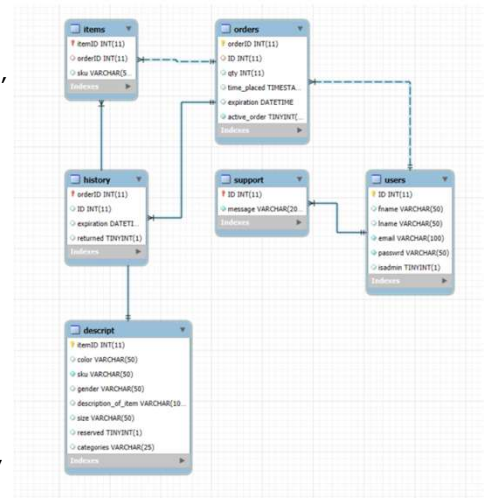 items
itemID INT(11)
orderID INT(11)
sku VARCHAR(5...
Indexes
orders
orderID INT(11)
ID INT(11)
qty INT(11)
time_placed TIMESTA...
expiration DATETIME
active_order TINYINT(...
Indexes
history
orderID INT(11)
ID INT(11)
expiration DATETI...
returned TINYINT(1)
Indexes
support
ID INT(11)
message VARCHAR(20...
Indexes
users
ID INT(11)
fname VARCHAR(50)
lname VARCHAR(50)
email VARCHAR(100)
passwrd VARCHAR(50)
isadmin TINYINT(1)
Indexes
descript
itemID INT(11)
color VARCHAR(50)
sku VARCHAR(50)
gender VARCHAR(50)
description_of_item VARCHAR(10...
size VARCHAR(50)
reserved TINYINT(1)
categories VARCHAR(25)
Indexes